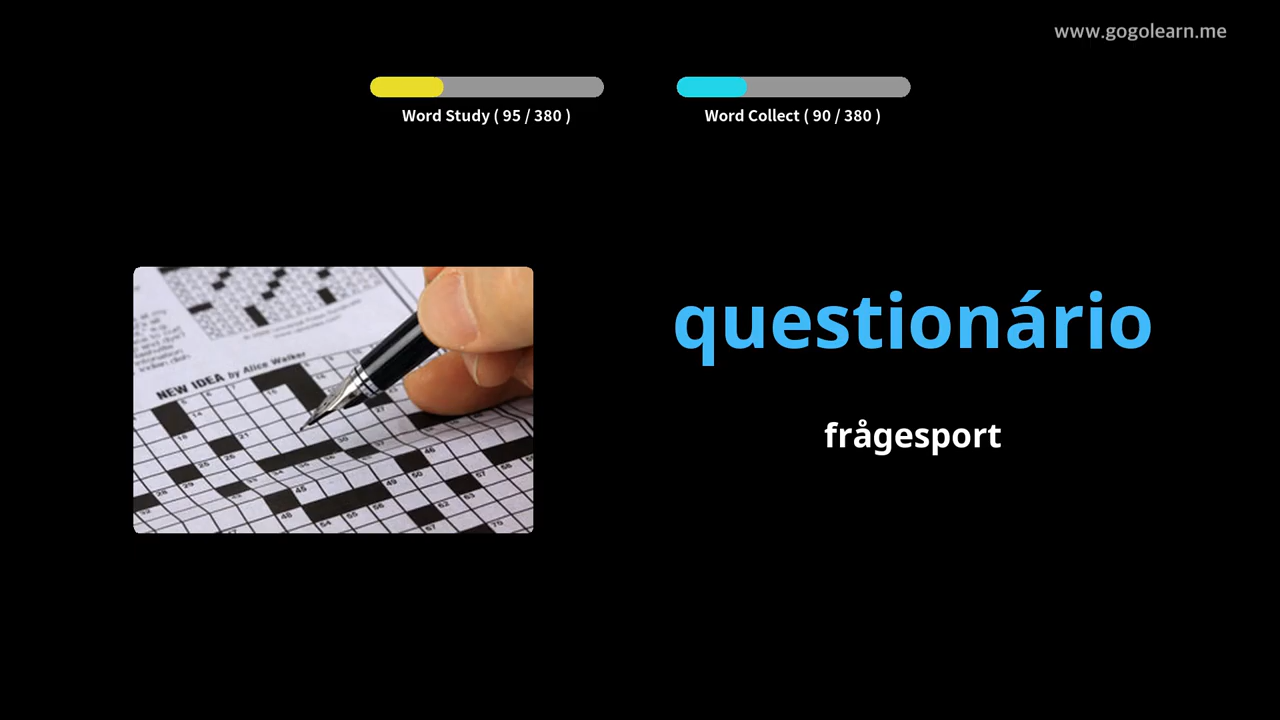 www.gogolearn.me
Word Study ( 95 / 380 )
Word Collect ( 90 / 380 )
NEW IDEA by Alice Walker
questionário
frågesport